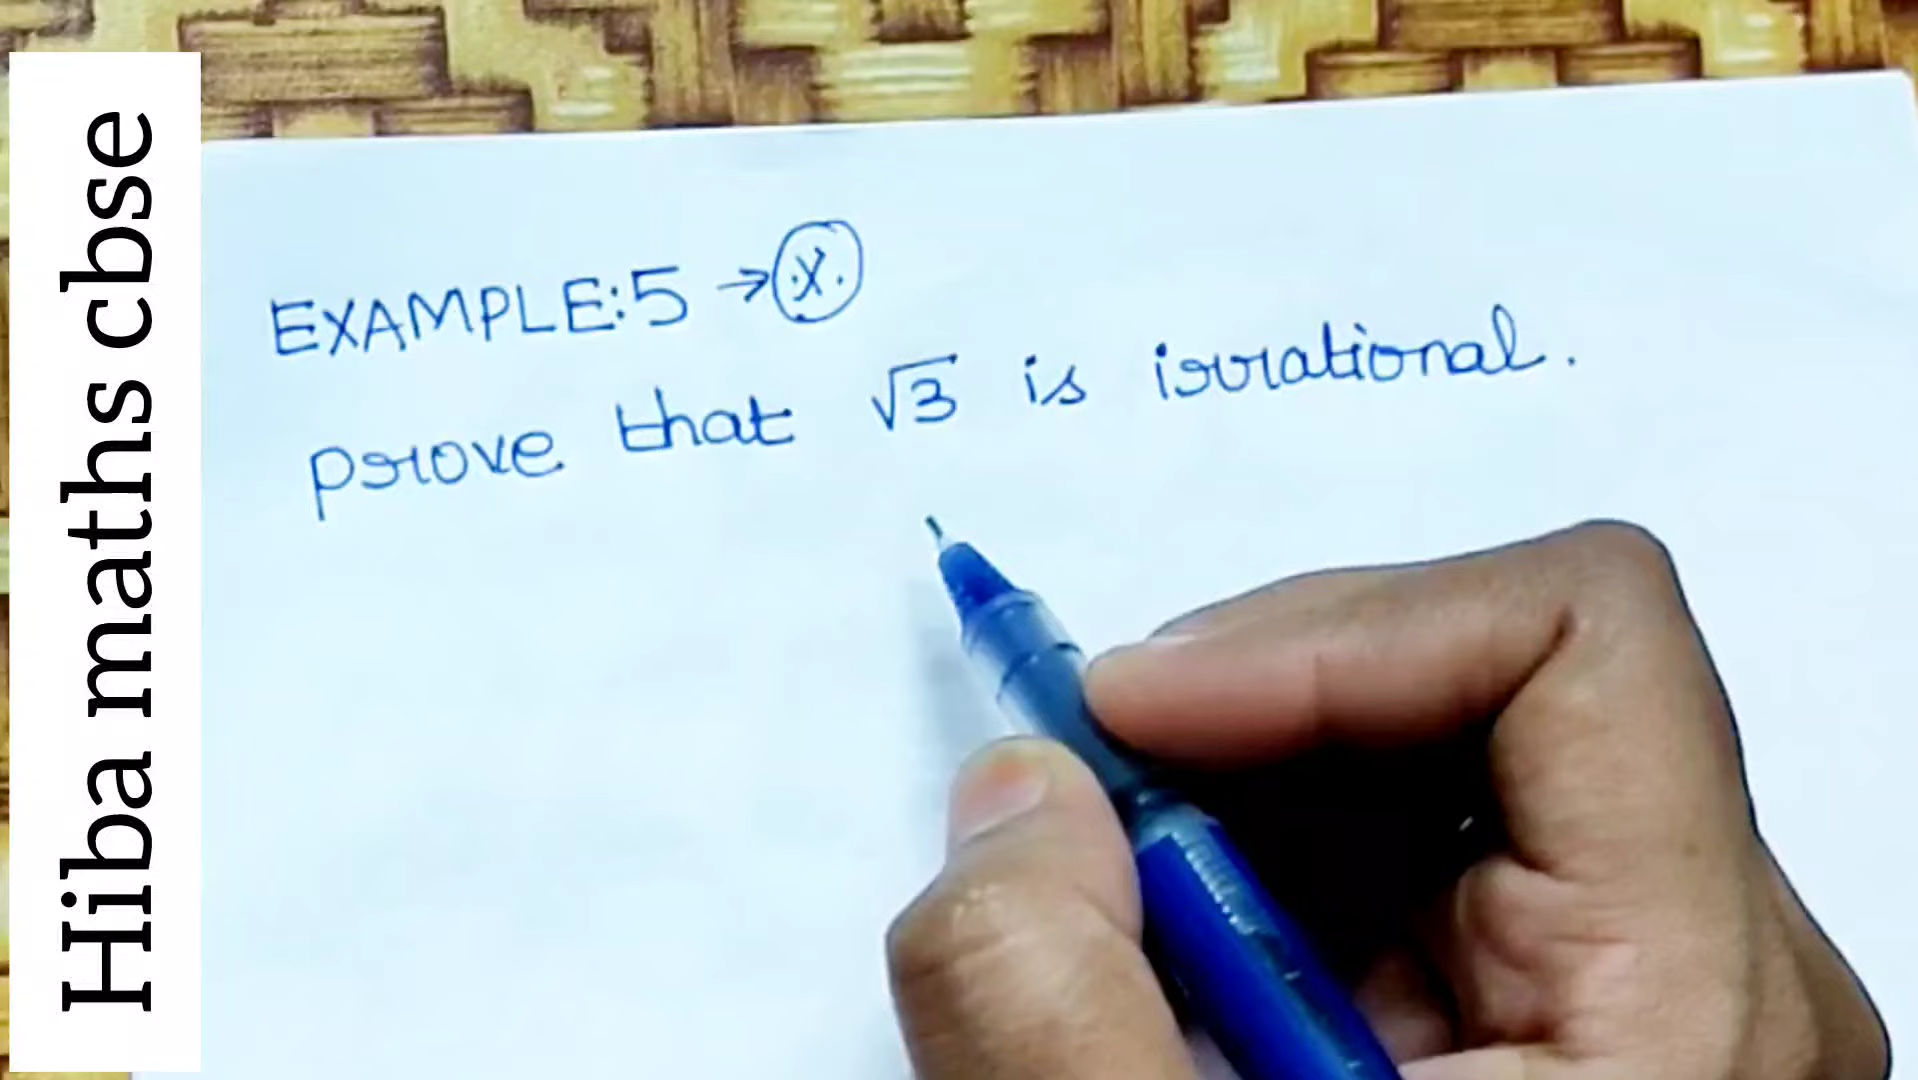 Hiba maths cbse
EXAMPLE:5 → X
prove that √3 is irrational.